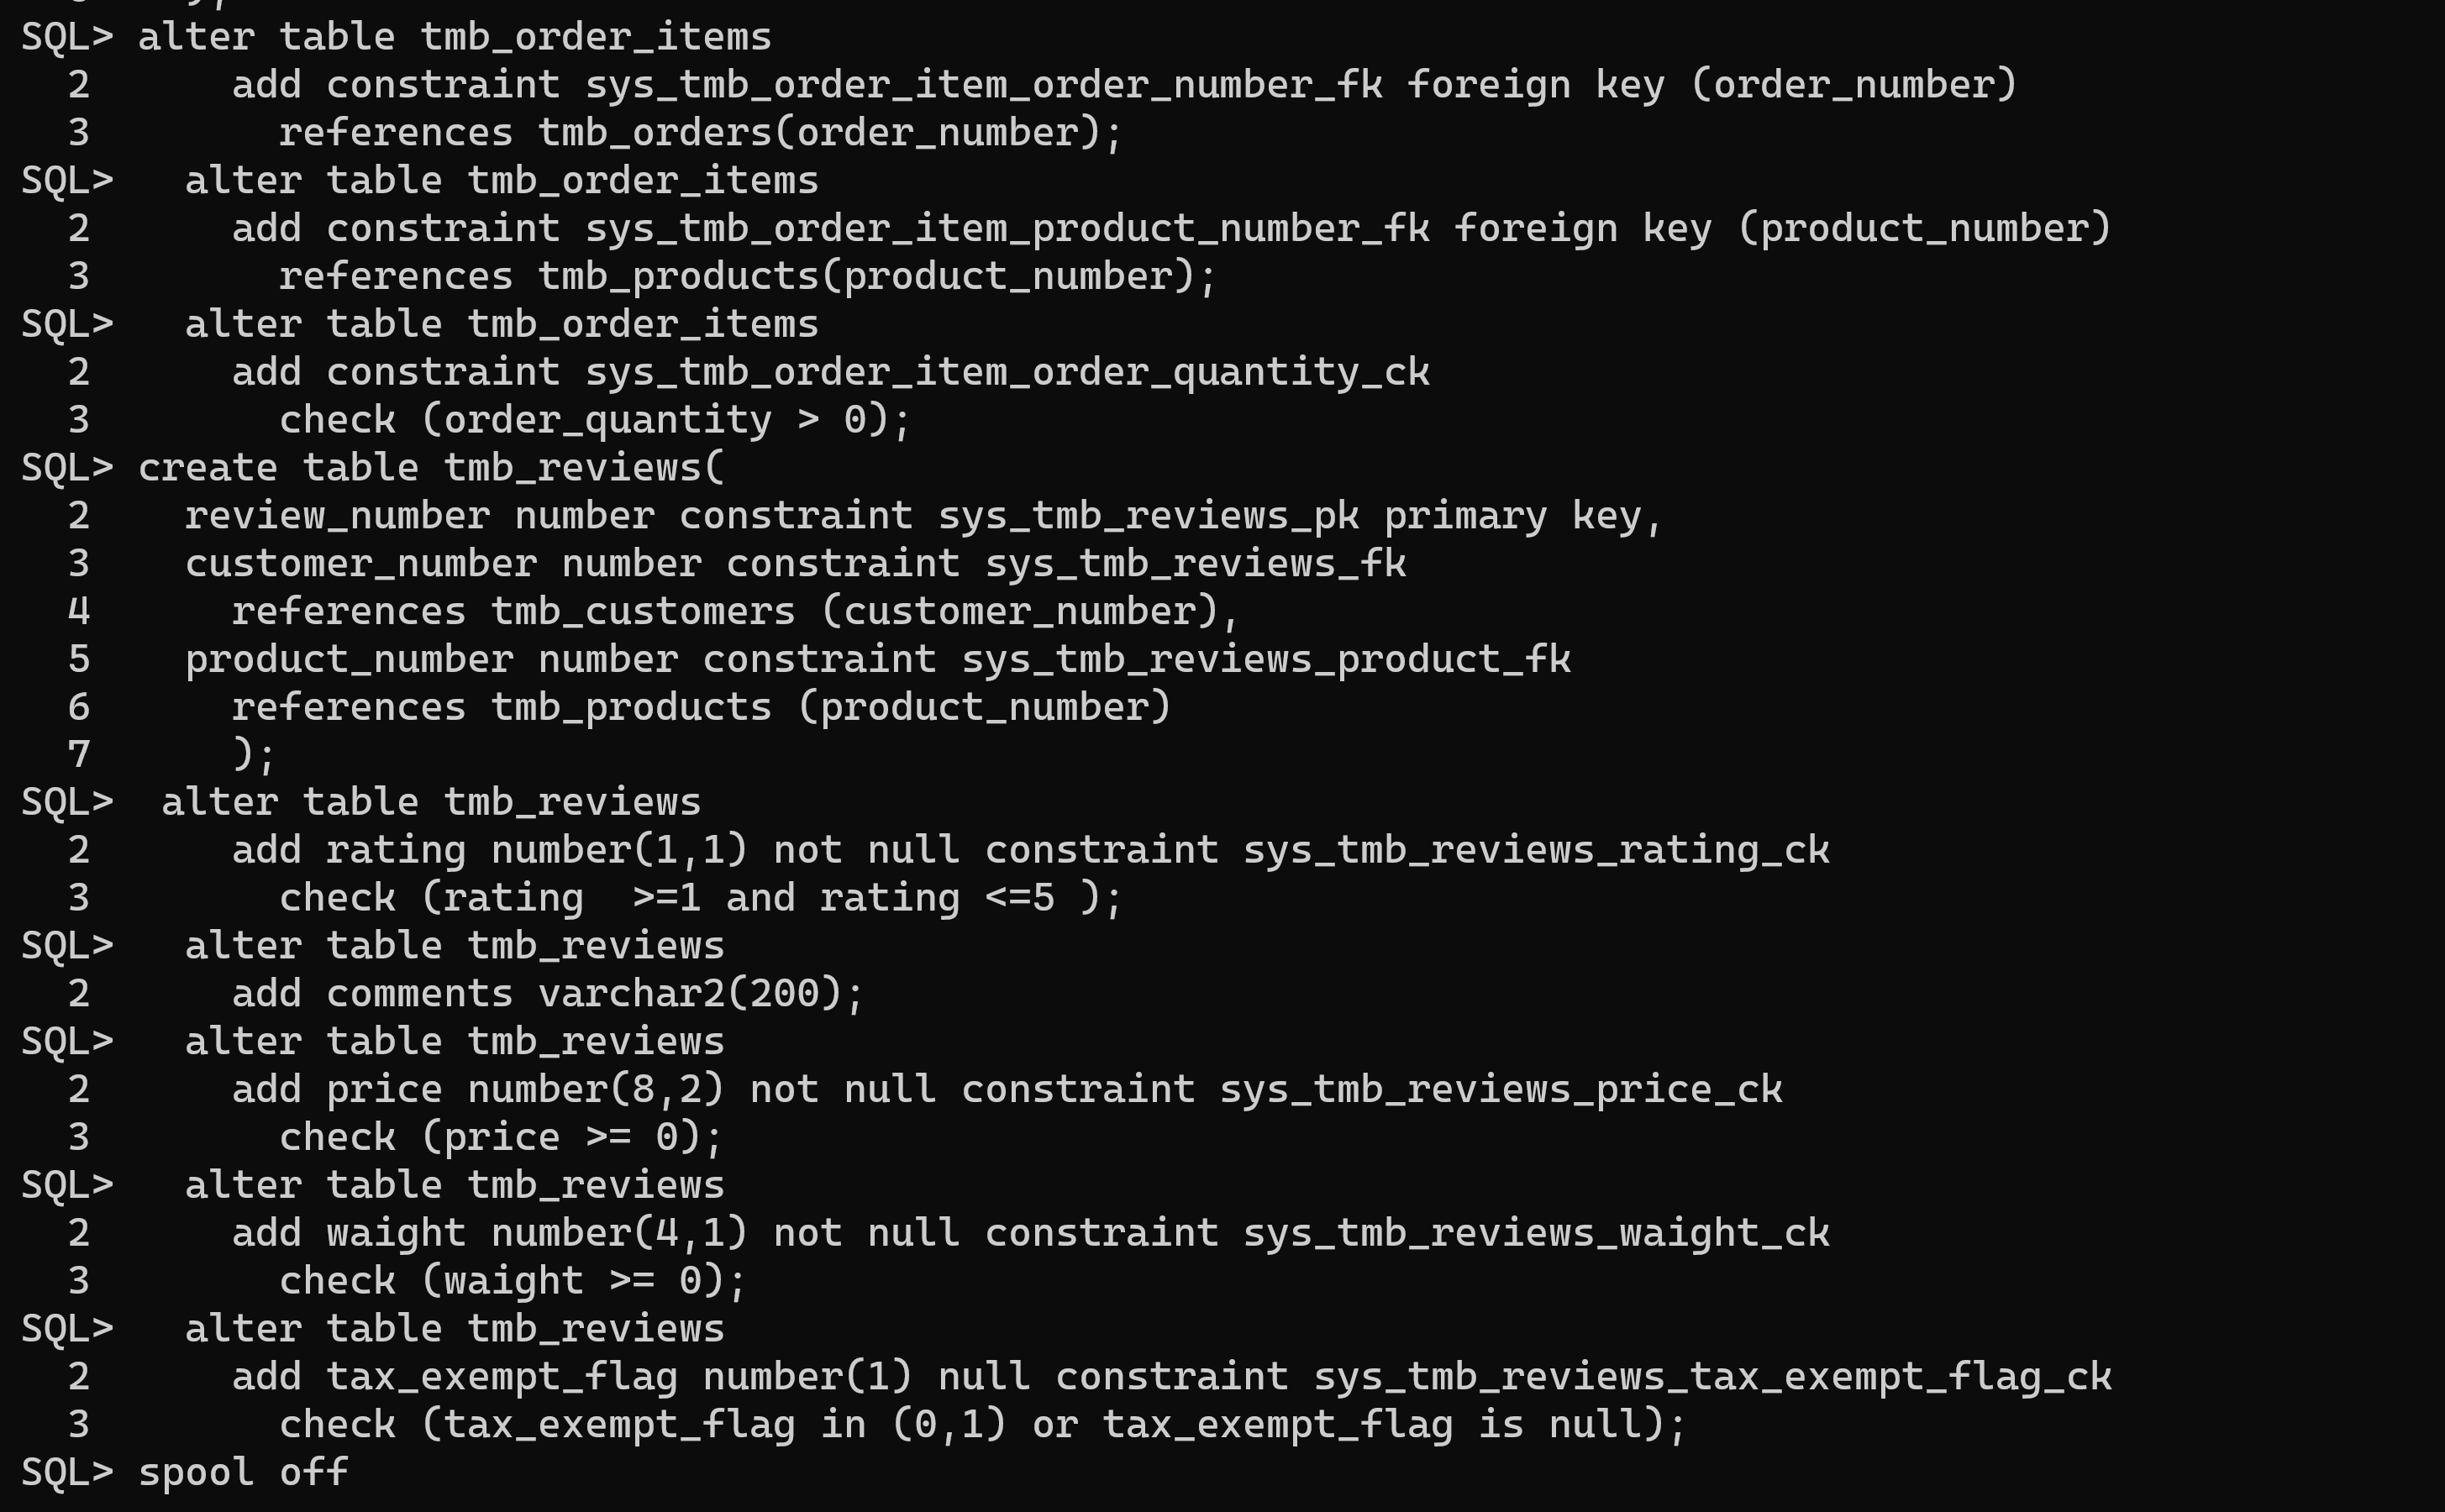 SQL> alter table tmb_order_items
  2      add constraint sys_tmb_order_item_order_number_fk foreign key (order_number)
  3        references tmb_orders(order_number);
SQL>   alter table tmb_order_items
  2      add constraint sys_tmb_order_item_product_number_fk foreign key (product_number)
  3        references tmb_products(product_number);
SQL>   alter table tmb_order_items
  2      add constraint sys_tmb_order_item_order_quantity_ck
  3        check (order_quantity > 0);
SQL> create table tmb_reviews(
  2    review_number number constraint sys_tmb_reviews_pk primary key,
  3    customer_number number constraint sys_tmb_reviews_fk
  4      references tmb_customers (customer_number),
  5    product_number number constraint sys_tmb_reviews_product_fk
  6      references tmb_products (product_number)
  7      );
SQL>  alter table tmb_reviews
  2      add rating number(1,1) not null constraint sys_tmb_reviews_rating_ck
  3        check (rating  >=1 and rating <=5 );
SQL>   alter table tmb_reviews
  2      add comments varchar2(200);
SQL>   alter table tmb_reviews
  2      add price number(8,2) not null constraint sys_tmb_reviews_price_ck
  3        check (price >= 0);
SQL>   alter table tmb_reviews
  2      add waight number(4,1) not null constraint sys_tmb_reviews_waight_ck
  3        check (waight >= 0);
SQL>   alter table tmb_reviews
  2      add tax_exempt_flag number(1) null constraint sys_tmb_reviews_tax_exempt_flag_ck
  3        check (tax_exempt_flag in (0,1) or tax_exempt_flag is null);
SQL> spool off